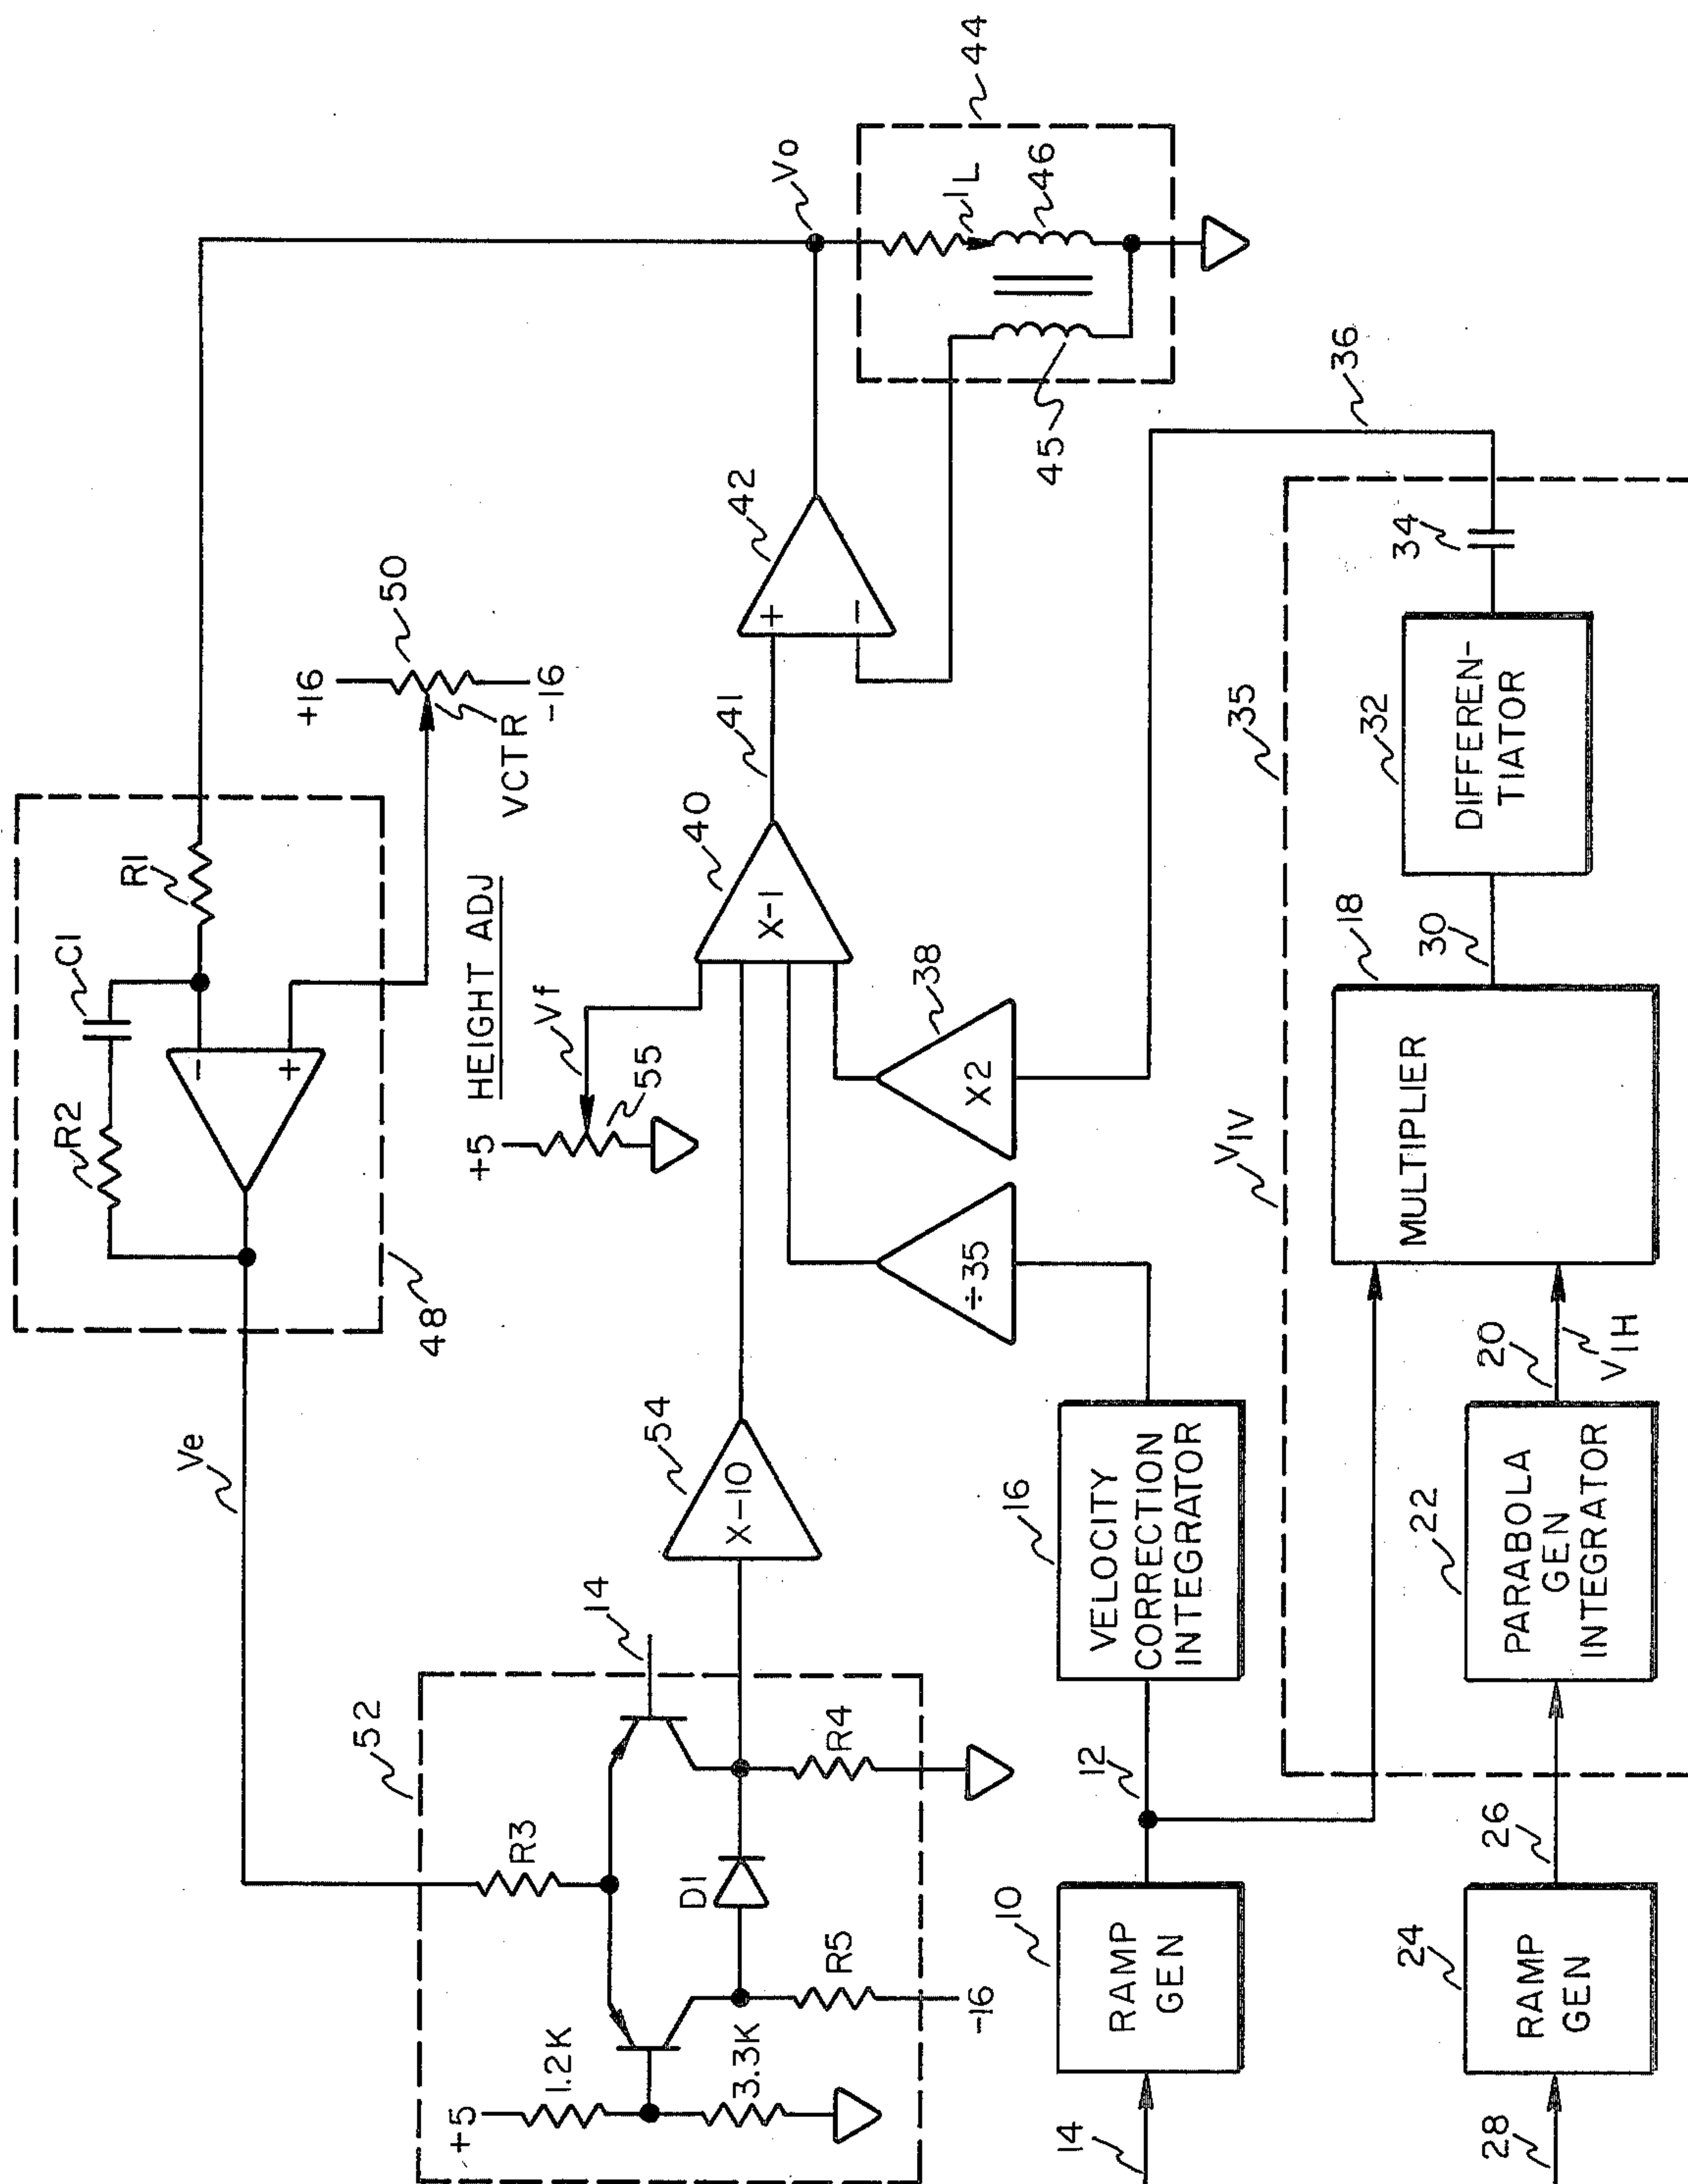 R2
C1
R1
48
Ve
+16
50
VCTR
-16
HEIGHT ADJ
+5
Vf
55
52
14
R3
+5
1.2K
3.3K
D1
R5
R4
-16
54
X-10
40
X-1
41
42
+
-
Vo
44
IL
46
45
-
+
38
X2
÷35
14
10
RAMP
GEN
12
16
VELOCITY
CORRECTION
INTEGRATOR
36
35
VIV
28
24
RAMP
GEN
26
22
PARABOLA
GEN
INTEGRATOR
20
VIH
MULTIPLIER
18
30
32
DIFFEREN-
TIATOR
34